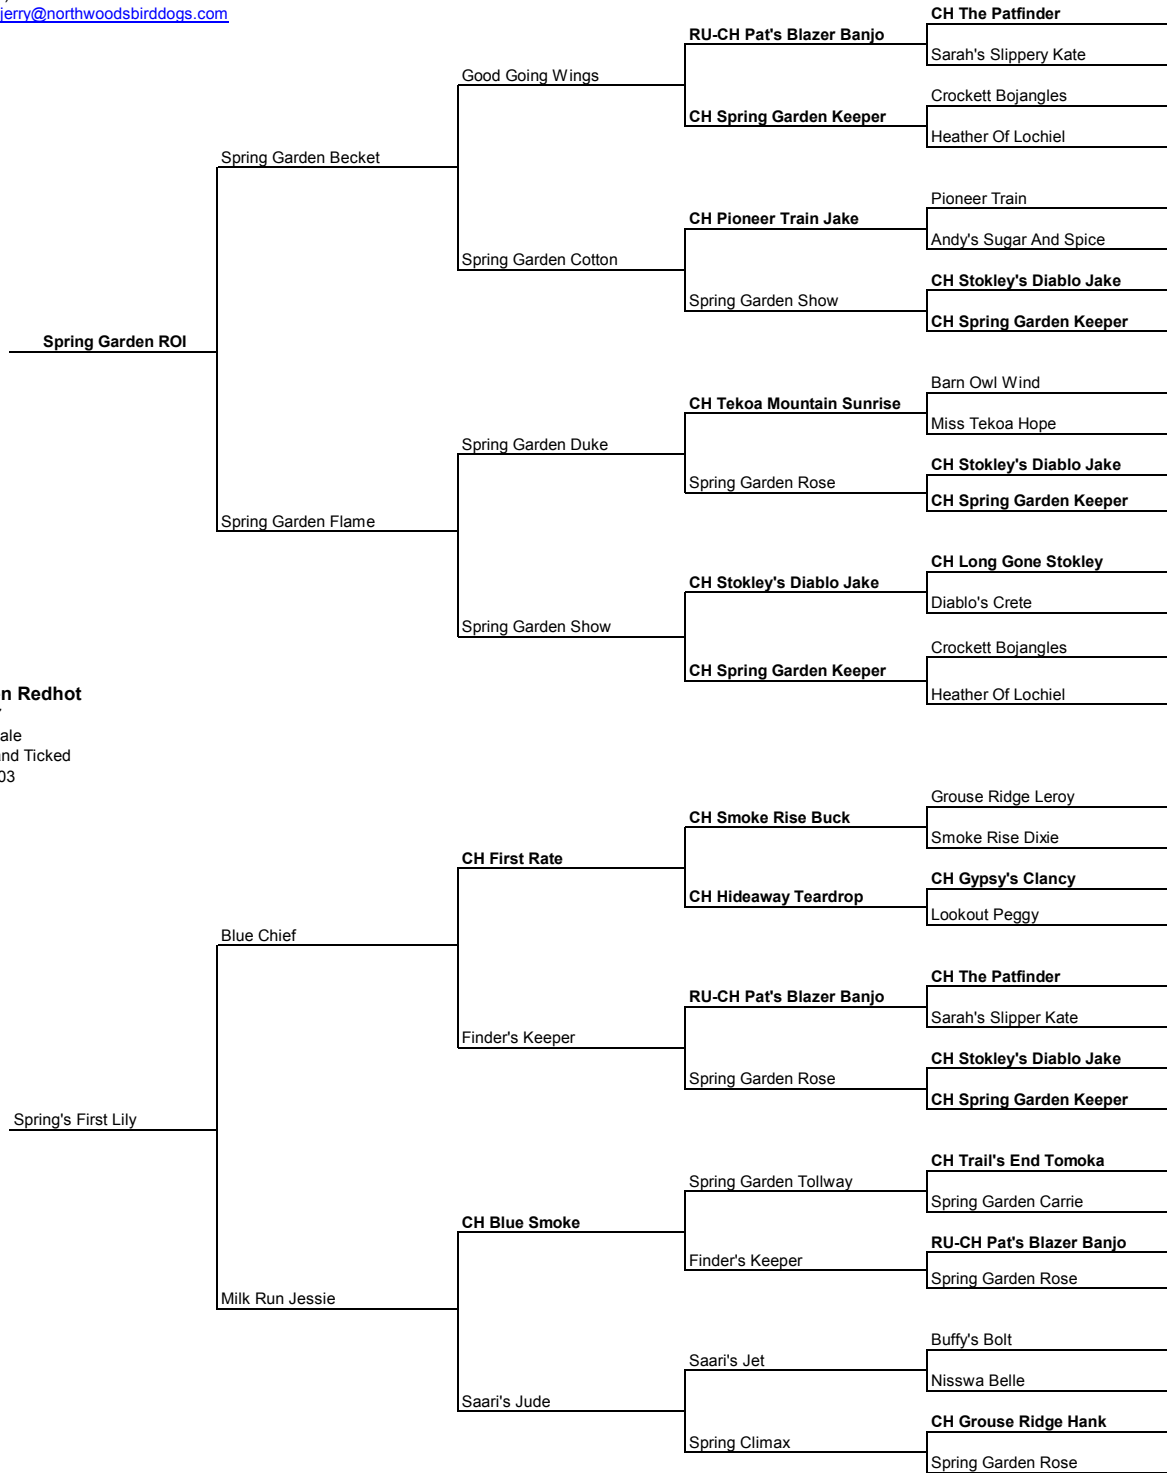 jerry@northwoodsbirddogs.com
CH The Patfinder
RU-CH Pat's Blazer Banjo
Sarah's Slippery Kate
Good Going Wings
Crockett Bojangles
CH Spring Garden Keeper
Heather Of Lochiel
Spring Garden Becket
Pioneer Train
CH Pioneer Train Jake
Andy's Sugar And Spice
Spring Garden Cotton
CH Stokley's Diablo Jake
Spring Garden Show
CH Spring Garden Keeper
Spring Garden ROI
Barn Owl Wind
CH Tekoa Mountain Sunrise
Miss Tekoa Hope
Spring Garden Duke
CH Stokley's Diablo Jake
Spring Garden Rose
CH Spring Garden Keeper
Spring Garden Flame
CH Long Gone Stokley
CH Stokley's Diablo Jake
Diablo's Crete
Spring Garden Show
Crockett Bojangles
CH Spring Garden Keeper
Heather Of Lochiel
n Redhot
ale
nd Ticked
03
Grouse Ridge Leroy
CH Smoke Rise Buck
Smoke Rise Dixie
CH First Rate
CH Gypsy's Clancy
CH Hideaway Teardrop
Lookout Peggy
Blue Chief
CH The Patfinder
RU-CH Pat's Blazer Banjo
Sarah's Slipper Kate
Finder's Keeper
CH Stokley's Diablo Jake
Spring Garden Rose
CH Spring Garden Keeper
Spring's First Lily
CH Trail's End Tomoka
Spring Garden Tollway
Spring Garden Carrie
CH Blue Smoke
RU-CH Pat's Blazer Banjo
Finder's Keeper
Spring Garden Rose
Milk Run Jessie
Buffy's Bolt
Saari's Jet
Nisswa Belle
Saari's Jude
CH Grouse Ridge Hank
Spring Climax
Spring Garden Rose